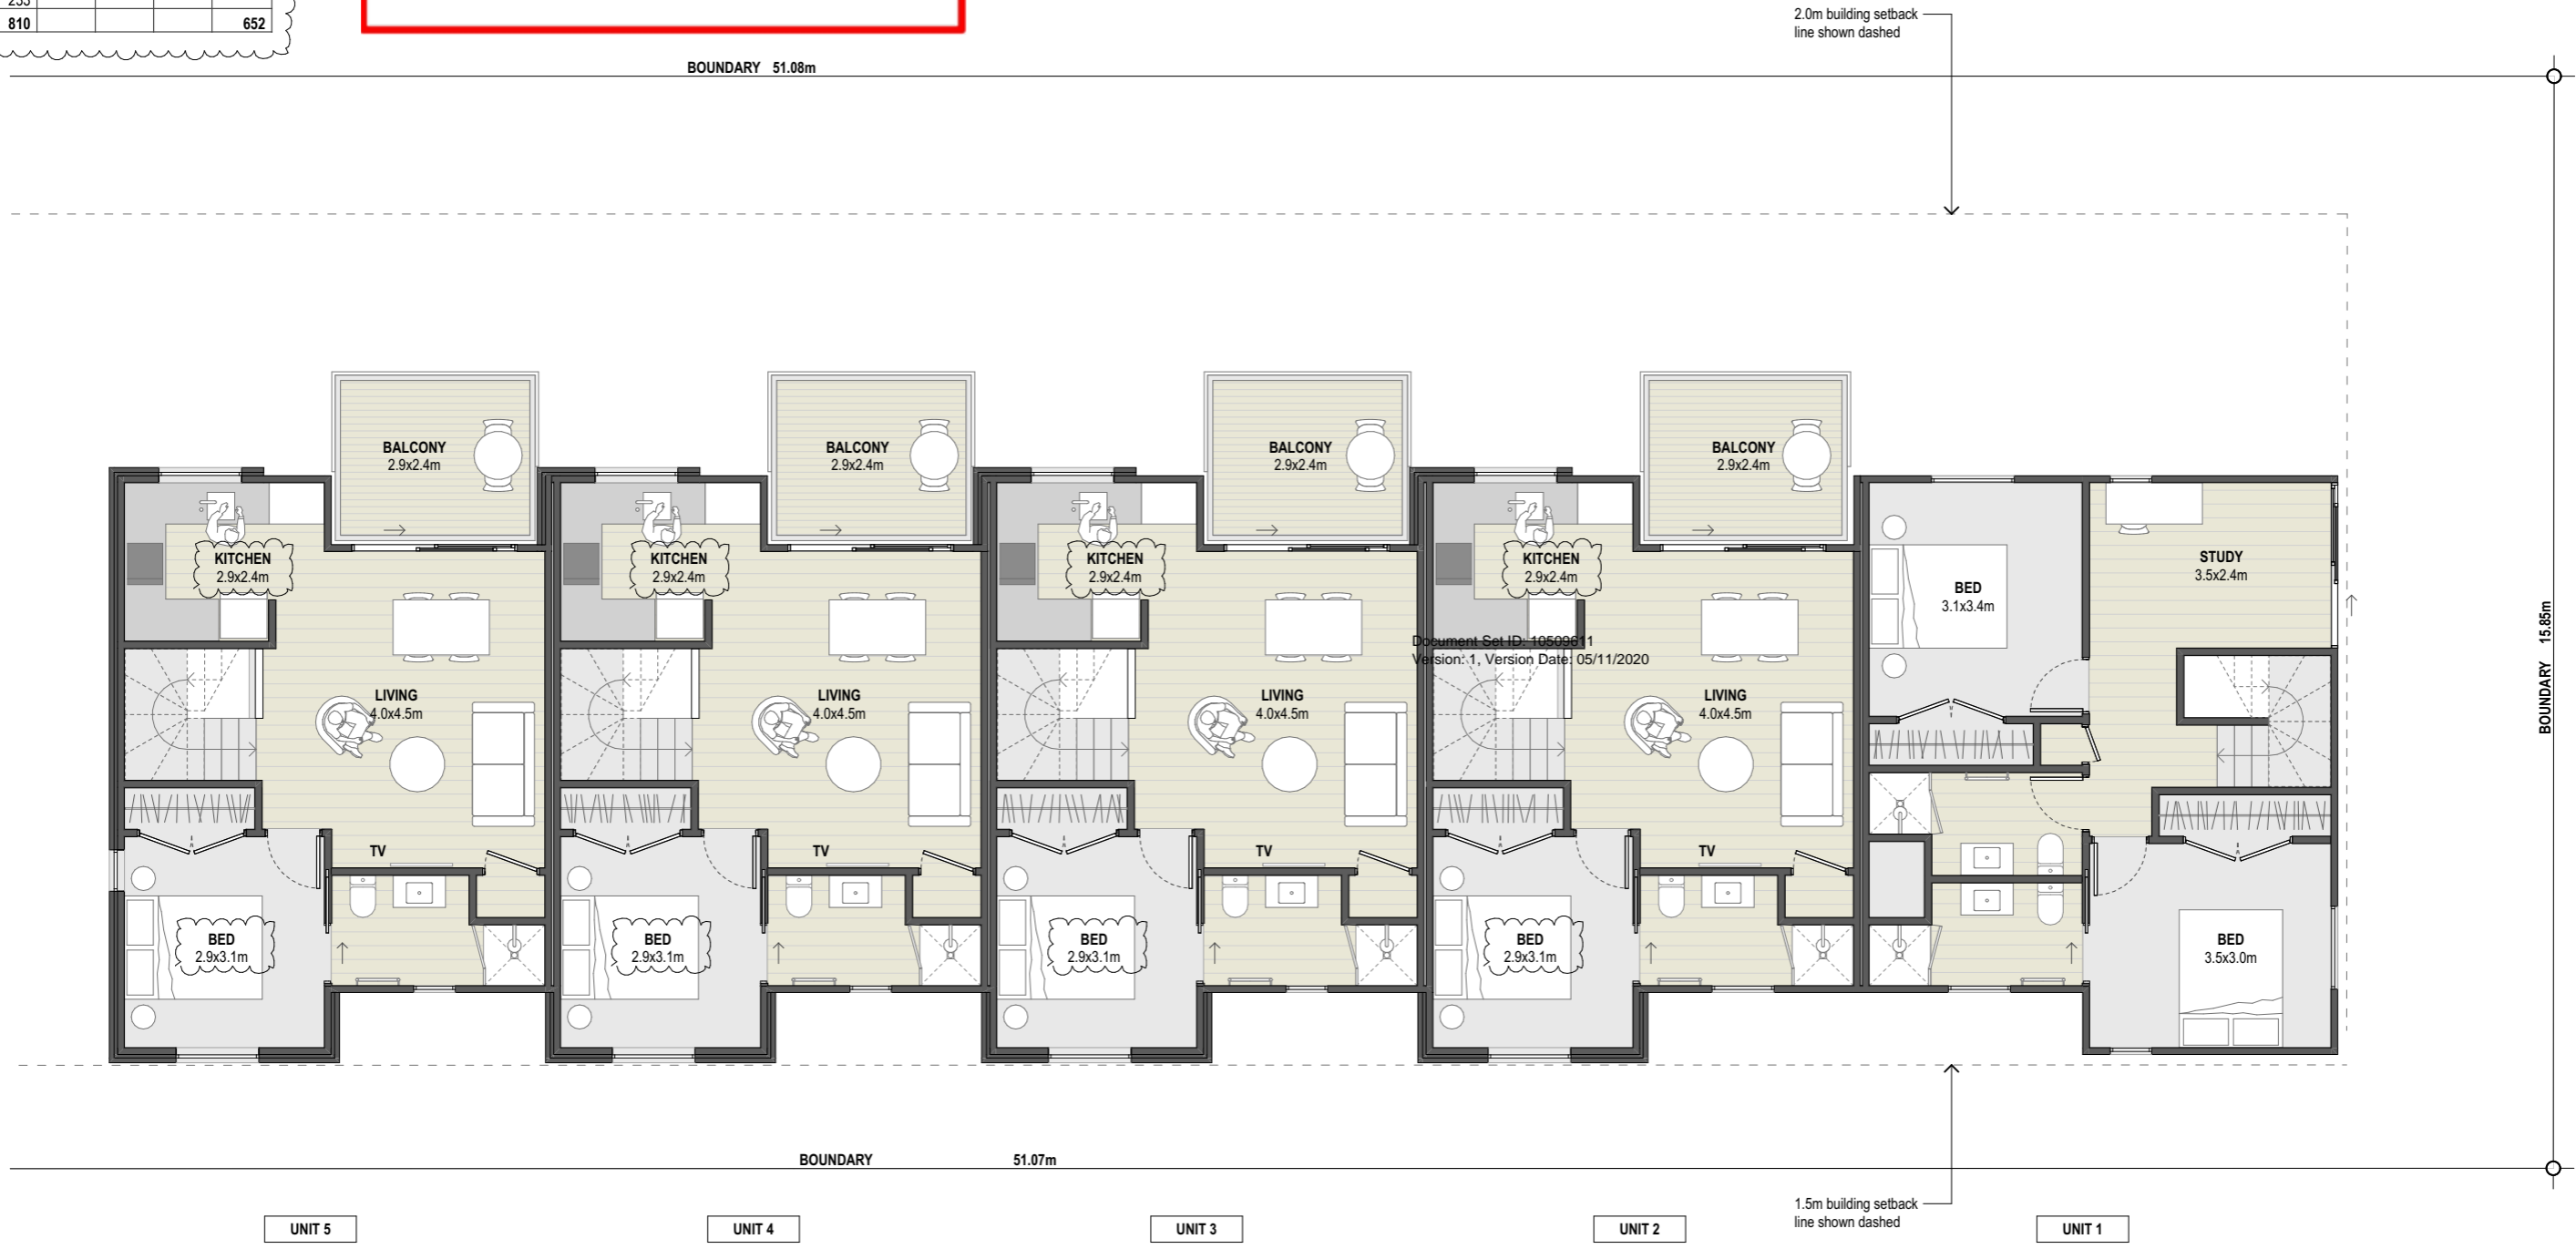 810 652
2.0m building setback
line shown dashed
BOUNDARY 51.08m
BALCONY
2.9x2.4m
BALCONY
2.9x2.4m
BALCONY
2.9x2.4m
BALCONY
2.9x2.4m
KITCHEN
2.9x2.4m
KITCHEN
2.9x2.4m
KITCHEN
2.9x2.4m
KITCHEN
2.9x2.4m
BED
3.1x3.4m
STUDY
3.5x2.4m
Document Set ID: 10509611
Version: 1, Version Date: 05/11/2020
BOUNDARY 15.85m
LIVING
4.0x4.5m
LIVING
4.0x4.5m
LIVING
4.0x4.5m
LIVING
4.0x4.5m
TV
TV
TV
TV
BED
2.9x3.1m
BED
2.9x3.1m
BED
2.9x3.1m
BED
2.9x3.1m
BED
3.5x3.0m
BOUNDARY 51.07m
1.5m building setback
line shown dashed
UNIT 5
UNIT 4
UNIT 3
UNIT 2
UNIT 1